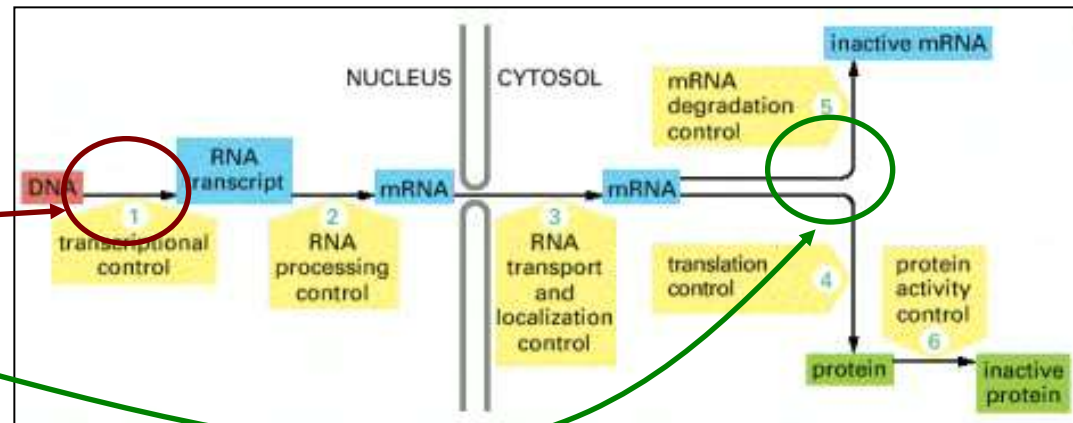 inactive mRNA
NUCLEUS
CYTOSOL
mRNA
degradation
control
5
DNA
RNA
transcript
mRNA
mRNA
1
transcriptional
control
2
RNA
processing
control
3
RNA
transport
and
localization
control
translation
control
4
protein
activity
control
6
protein
inactive
protein